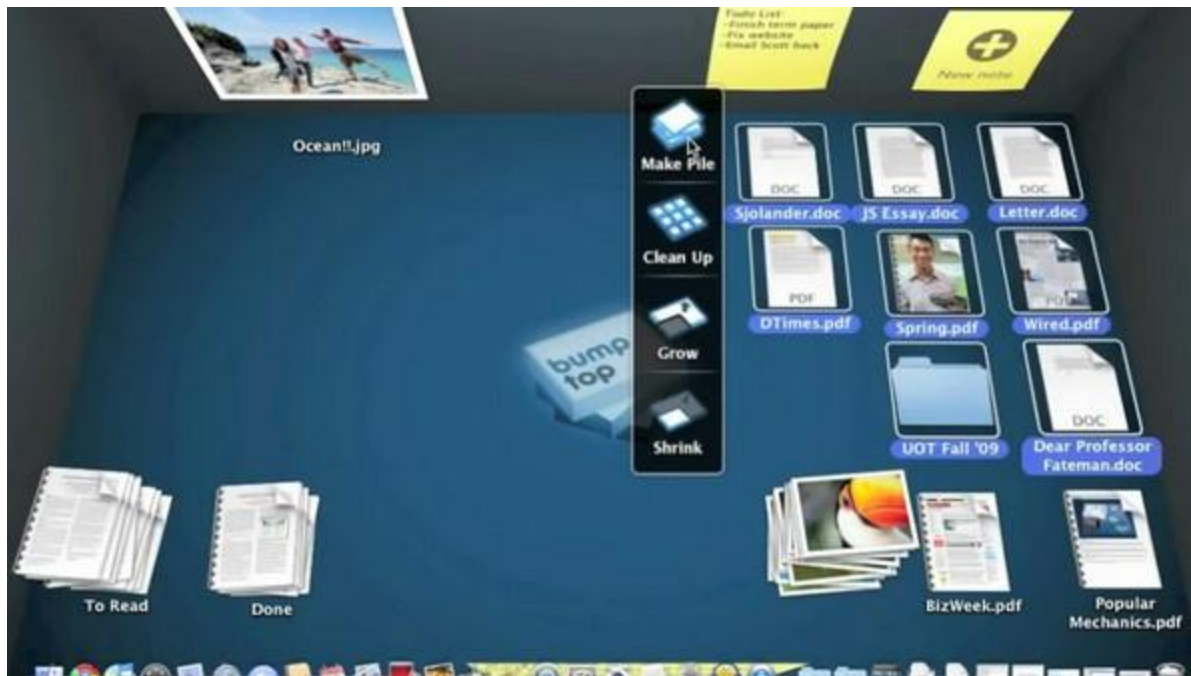 Todo List:
-Finish term paper
-Fix website
-Email Scott back
New note
Ocean!!.jpg
Make Pile
Clean Up
Grow
Shrink
DOC
DOC
DOC
Sjolander.doc
JS Essay.doc
Letter.doc
PDF
PDF
DTimes.pdf
Spring.pdf
Wired.pdf
bump
top
DOC
UOT Fall '09
Dear Professor
Fateman.doc
To Read
Done
BizWeek.pdf
Popular
Mechanics.pdf